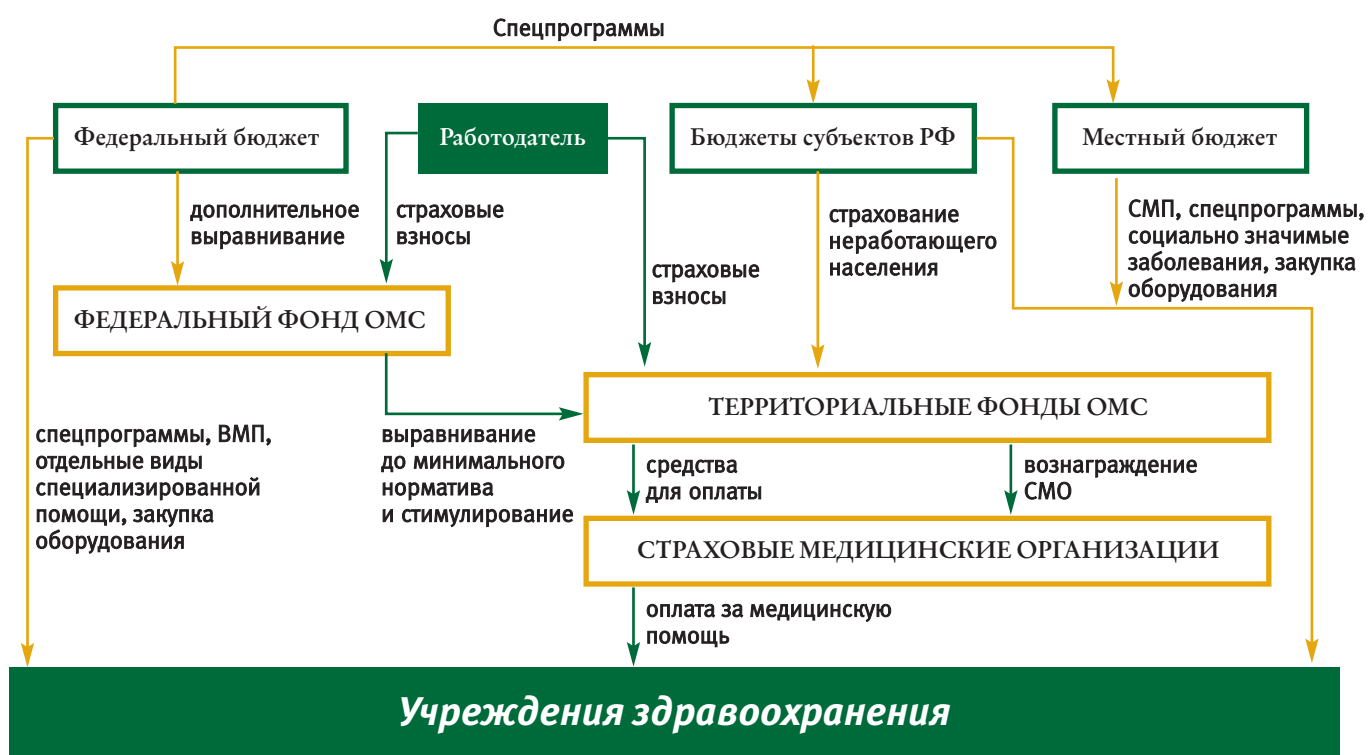 Спецпрограммы
Федеральный бюджет
Работодатель
Бюджеты субъектов РФ
Местный бюджет
дополнительное
выравнивание
страховые
взносы
страховые
взносы
страхование
неработающего
населения
СМП, спецпрограммы,
социально значимые
заболевания, закупка
оборудования
ФЕДЕРАЛЬНЫЙ ФОНД ОМС
ТЕРРИТОРИАЛЬНЫЕ ФОНДЫ ОМС
спецпрограммы, ВМП,
отдельные виды
специализированной
помощи, закупка
оборудования
выравнивание
до минимального
норматива
и стимулирование
средства
для оплаты
вознаграждение
СМО
СТРАХОВЫЕ МЕДИЦИНСКИЕ ОРГАНИЗАЦИИ
оплата за медицинскую
помощь
Учреждения здравоохранения